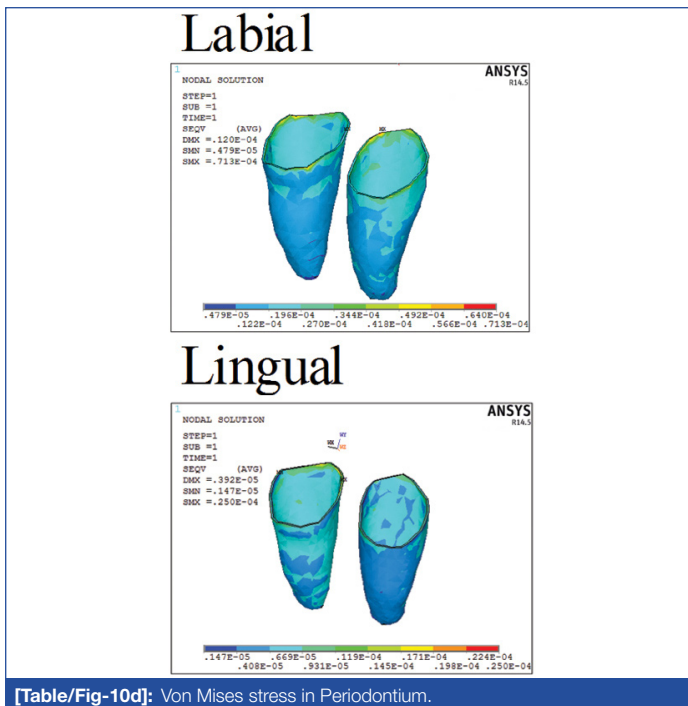 Labial
1
NODAL SOLUTION
ANSYS
R14.5
STEP=1
SUB =1
TIME=1
SEQV (AVG)
DMX =.120E-04
SMN =.479E-05
SMX =.713E-04
MX
.479E-05 .196E-04 .344E-04 .492E-04 .640E-04
.122E-04 .270E-04 .418E-04 .566E-04 .713E-04
Lingual
1
NODAL SOLUTION
ANSYS
R14.5
STEP=1
SUB =1
TIME=1
SEQV (AVG)
DMX =.392E-05
SMN =.147E-05
SMX =.250E-04
.147E-05 .669E-05 .119E-04 .171E-04 .224E-04
.408E-05 .931E-05 .145E-04 .198E-04 .250E-04
[Table/Fig-10d]: Von Mises stress in Periodontium.